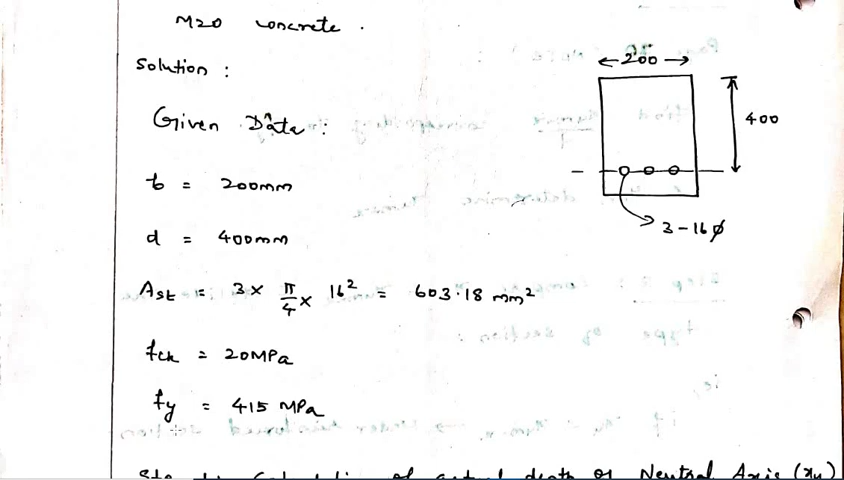 M20 concrete.
Solution :
200
Given Data :
400
b = 200mm
d = 400mm
3-16ϕ
Ast = 3 × π/4 × 16² = 603.18 mm²
fck = 20MPa
fy = 415 MPa
of actual depth of Neutral Axis (xu)